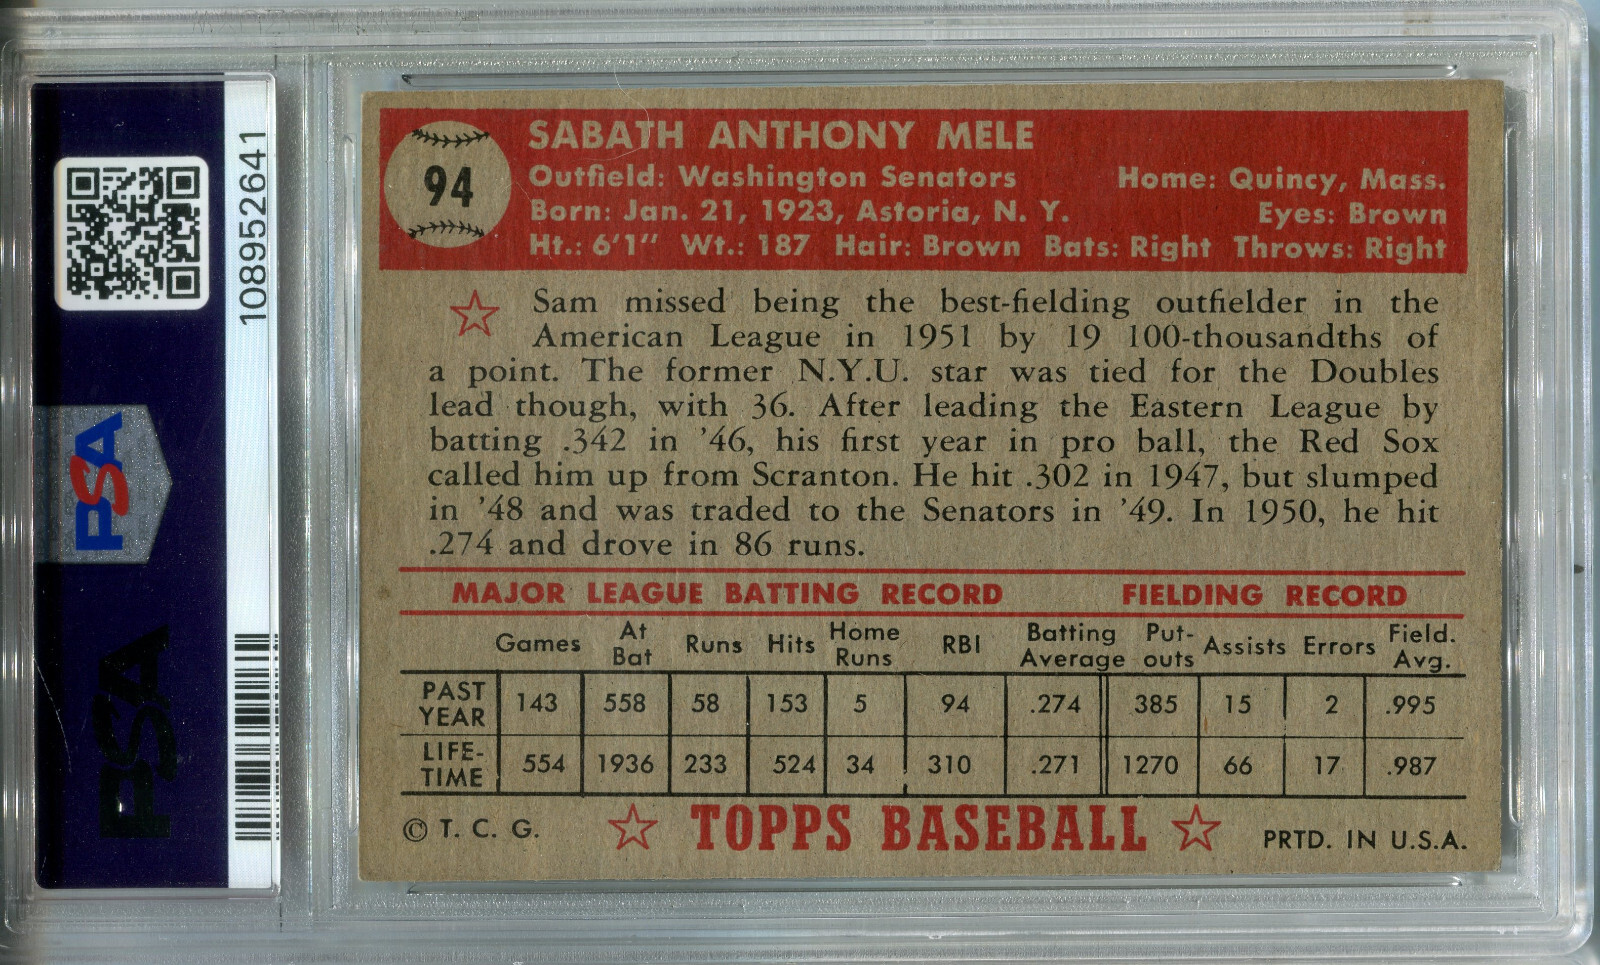 108952641
PSA
PSA
94
SABATH ANTHONY MELE
Outfield: Washington Senators Home: Quincy, Mass.
Born: Jan. 21, 1923, Astoria, N. Y. Eyes: Brown
Ht.: 6'1" Wt.: 187 Hair: Brown Bats: Right Throws: Right
Sam missed being the best-fielding outfielder in the
American League in 1951 by 19 100-thousandths of
a point. The former N.Y.U. star was tied for the Doubles
lead though, with 36. After leading the Eastern League by
batting .342 in '46, his first year in pro ball, the Red Sox
called him up from Scranton. He hit .302 in 1947, but slumped
in '48 and was traded to the Senators in '49. In 1950, he hit
.274 and drove in 86 runs.
MAJOR LEAGUE BATTING RECORD FIELDING RECORD
Games At Bat Runs Hits Home Runs RBI Batting Average Put-outs Assists Errors Field. Avg.
PAST YEAR 143 558 58 153 5 94 .274 385 15 2 .995
LIFE-TIME 554 1936 233 524 34 310 .271 1270 66 17 .987
© T. C. G. TOPPS BASEBALL PRTD. IN U.S.A.